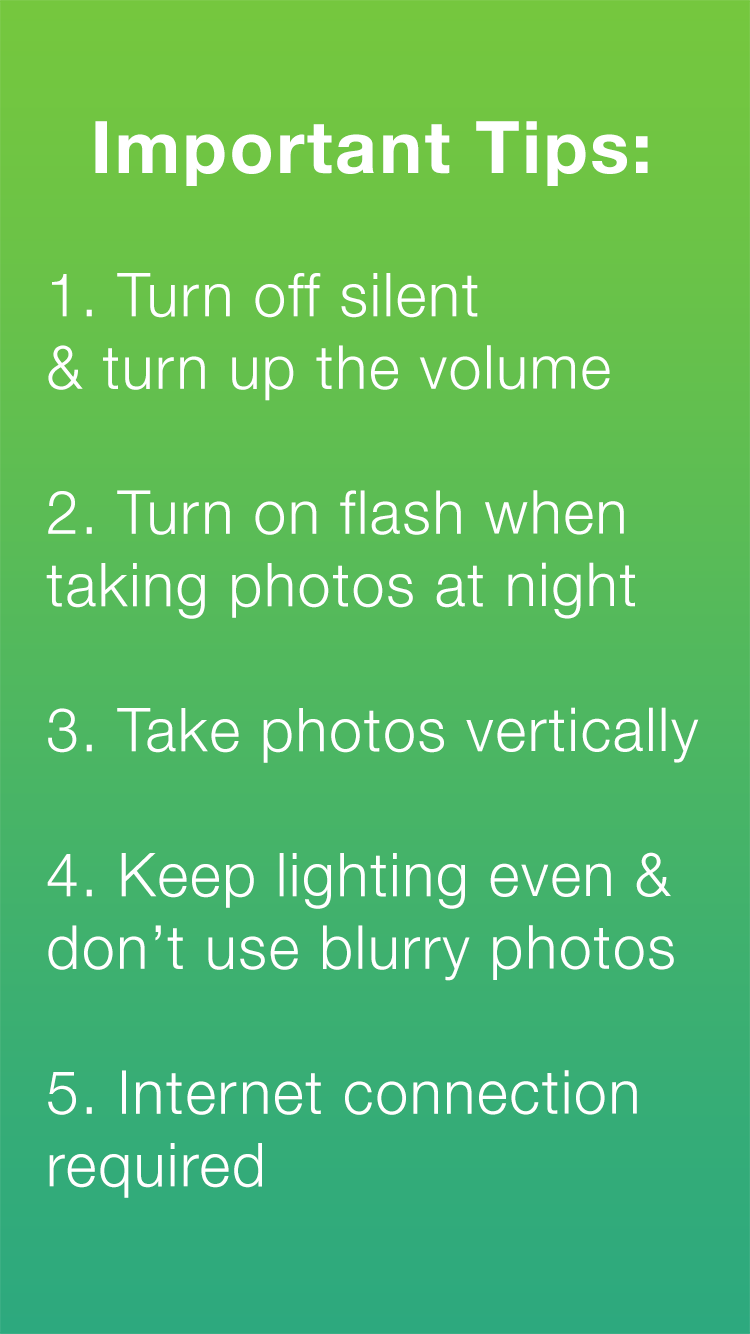 Important Tips:
1. Turn off silent
& turn up the volume
2. Turn on flash when
taking photos at night
3. Take photos vertically
4. Keep lighting even &
don’t use blurry photos
5. Internet connection
required